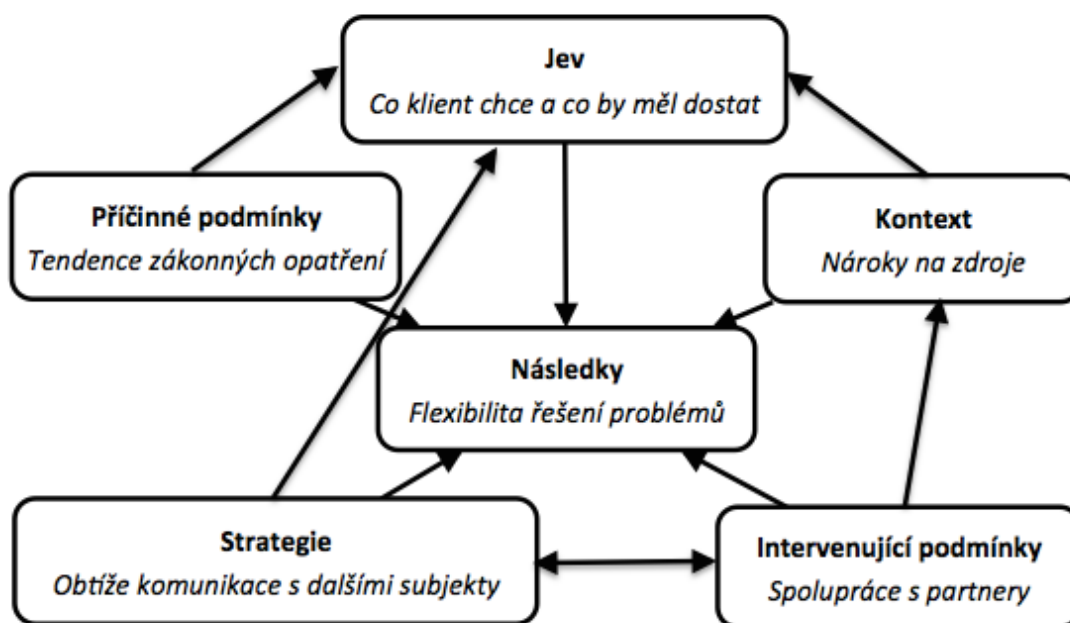 Jev
Co klient chce a co by měl dostat
Příčinné podmínky
Tendence zákonných opatření
Kontext
Nároky na zdroje
Následky
Flexibilita řešení problémů
Strategie
Obtíže komunikace s dalšími subjekty
Intervenující podmínky
Spolupráce s partnery